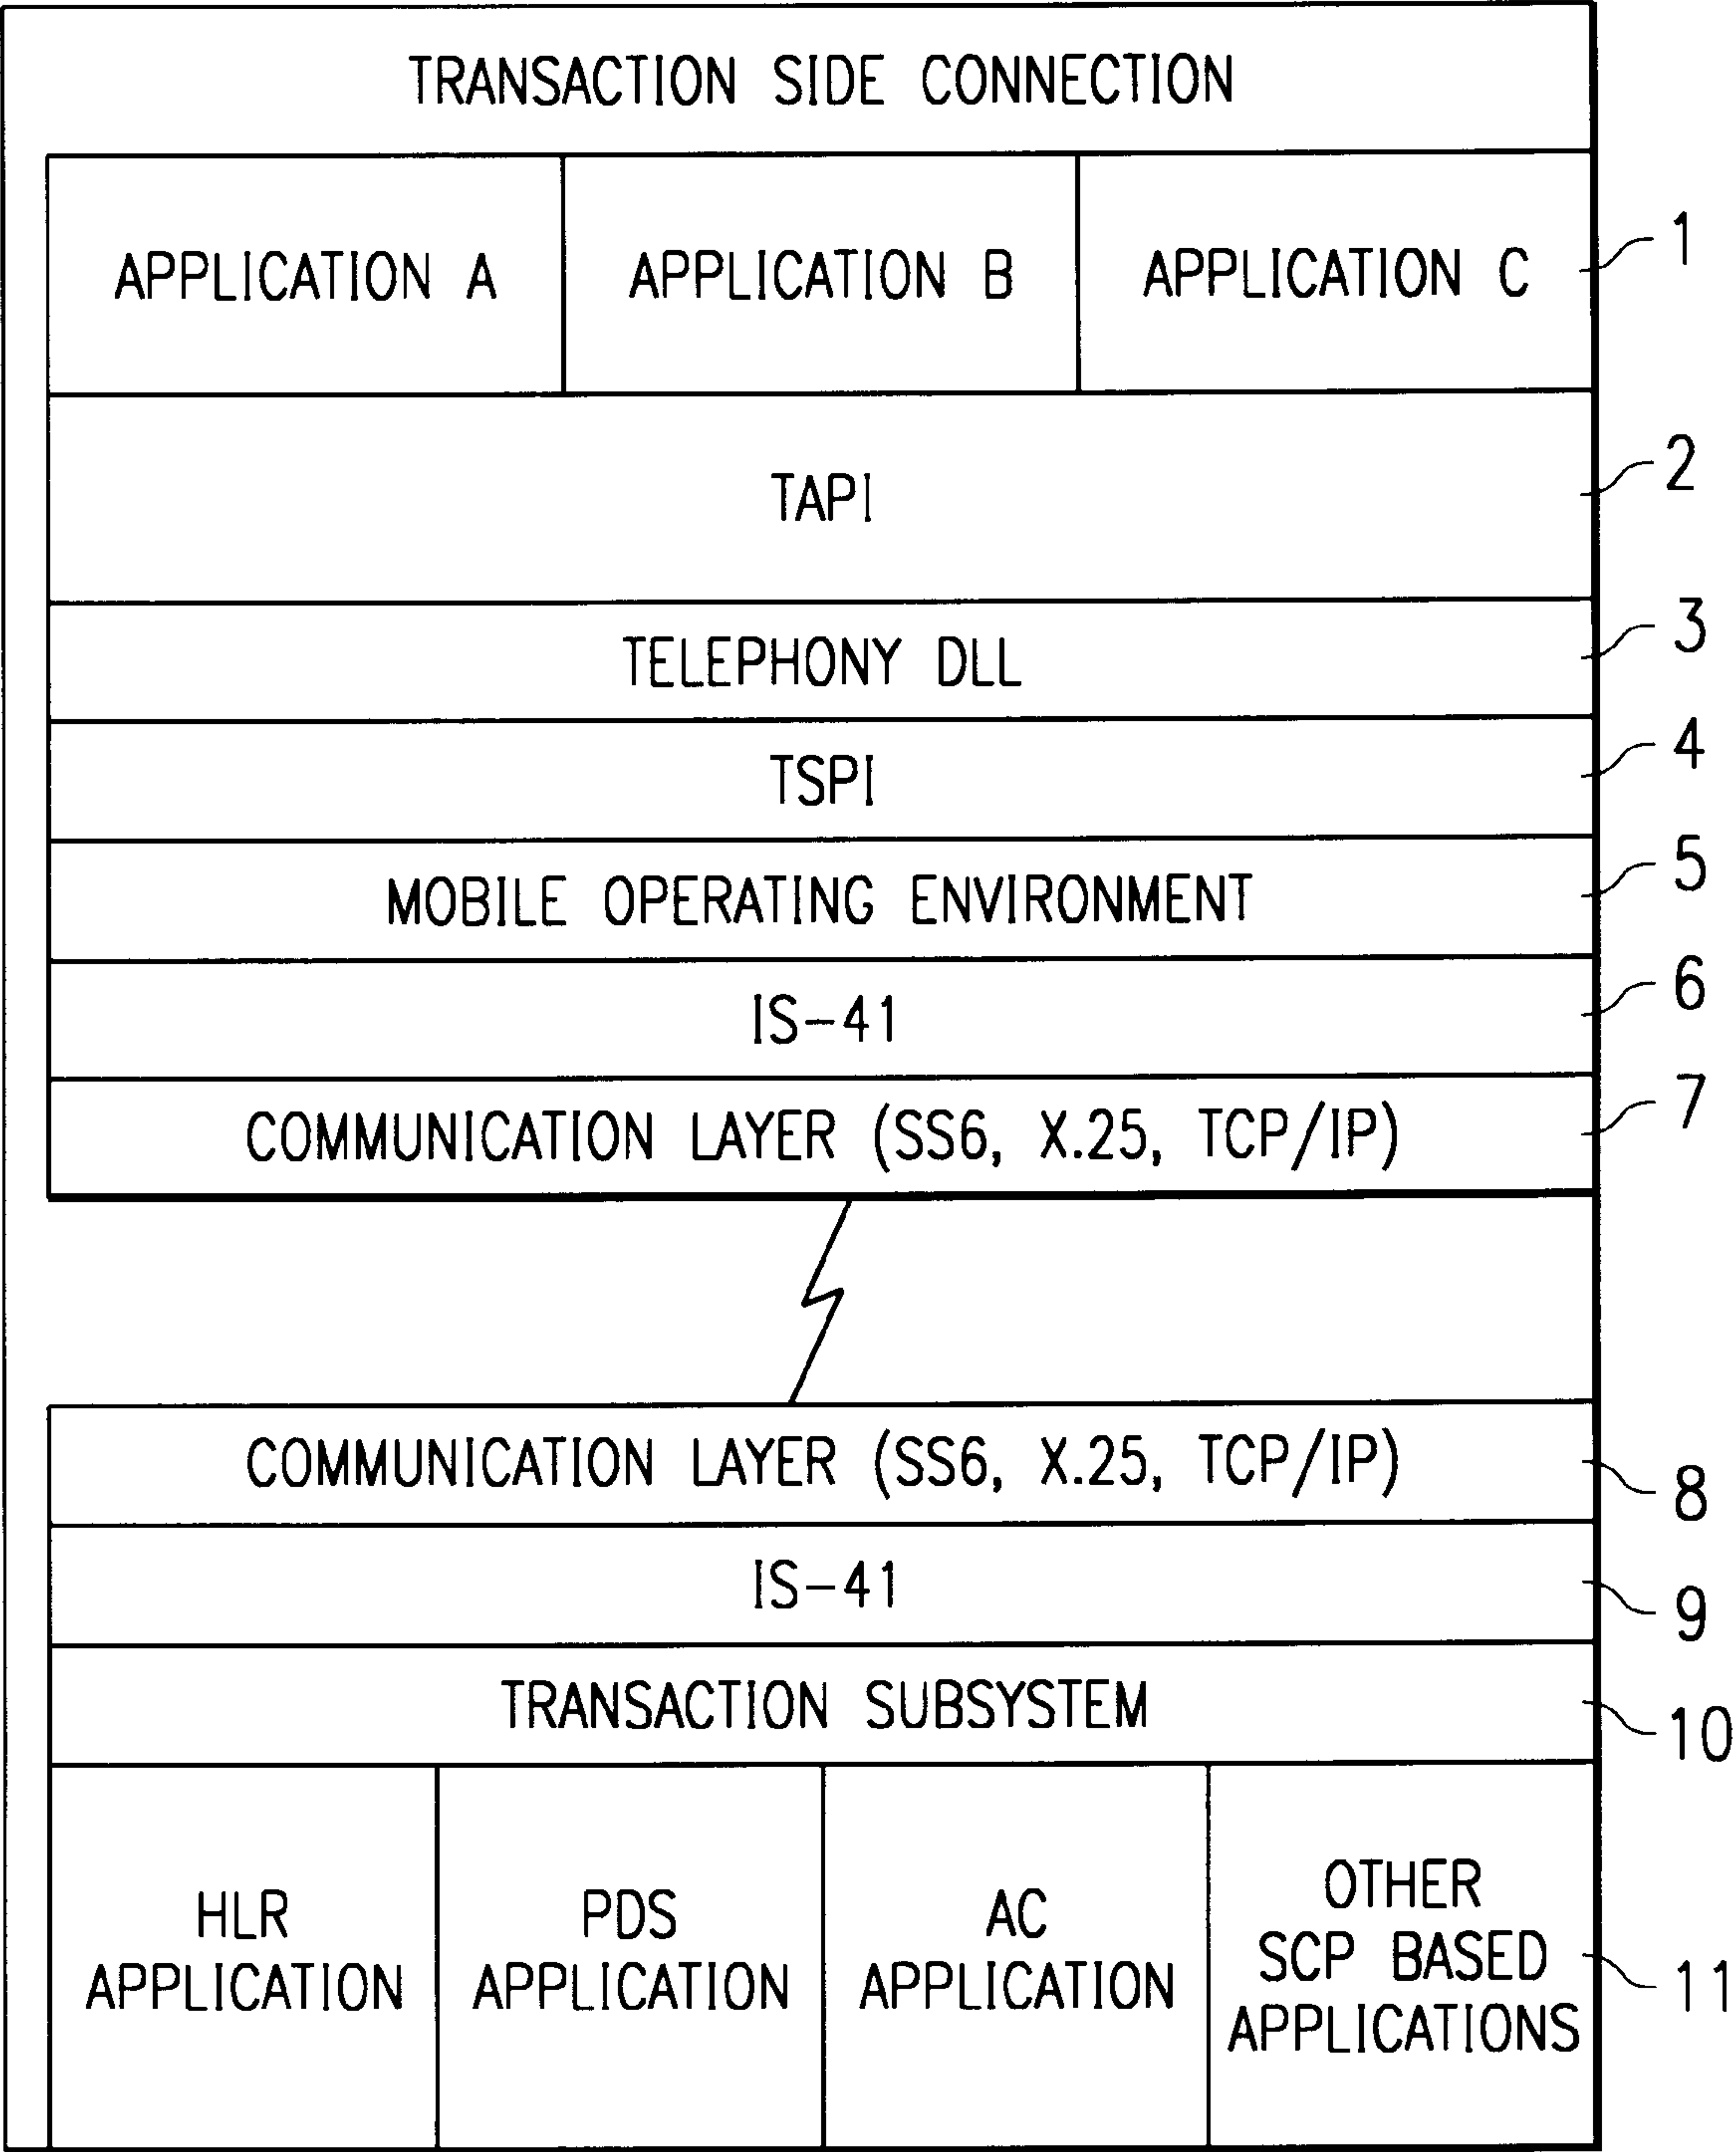 TRANSACTION SIDE CONNECTION
APPLICATION A
APPLICATION B
APPLICATION C
1
TAPI
2
TELEPHONY DLL
3
TSPI
4
MOBILE OPERATING ENVIRONMENT
5
IS-41
6
COMMUNICATION LAYER (SS6, X.25, TCP/IP)
7
COMMUNICATION LAYER (SS6, X.25, TCP/IP)
8
IS-41
9
TRANSACTION SUBSYSTEM
10
HLR
APPLICATION
PDS
APPLICATION
AC
APPLICATION
OTHER
SCP BASED
APPLICATIONS
11